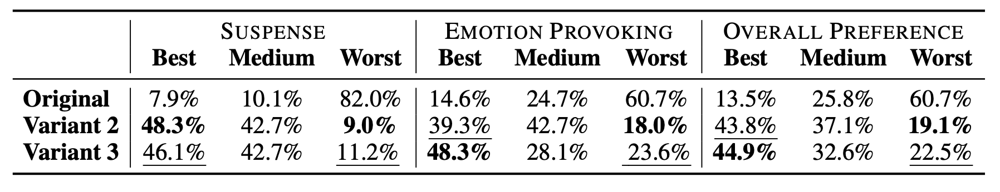 SUSPENSE EMOTION PROVOKING OVERALL PREFERENCE
Best Medium Worst Best Medium Worst Best Medium Worst
Original 7.9% 10.1% 82.0% 14.6% 24.7% 60.7% 13.5% 25.8% 60.7%
Variant 2 48.3% 42.7% 9.0% 39.3% 42.7% 18.0% 43.8% 37.1% 19.1%
Variant 3 46.1% 42.7% 11.2% 48.3% 28.1% 23.6% 44.9% 32.6% 22.5%